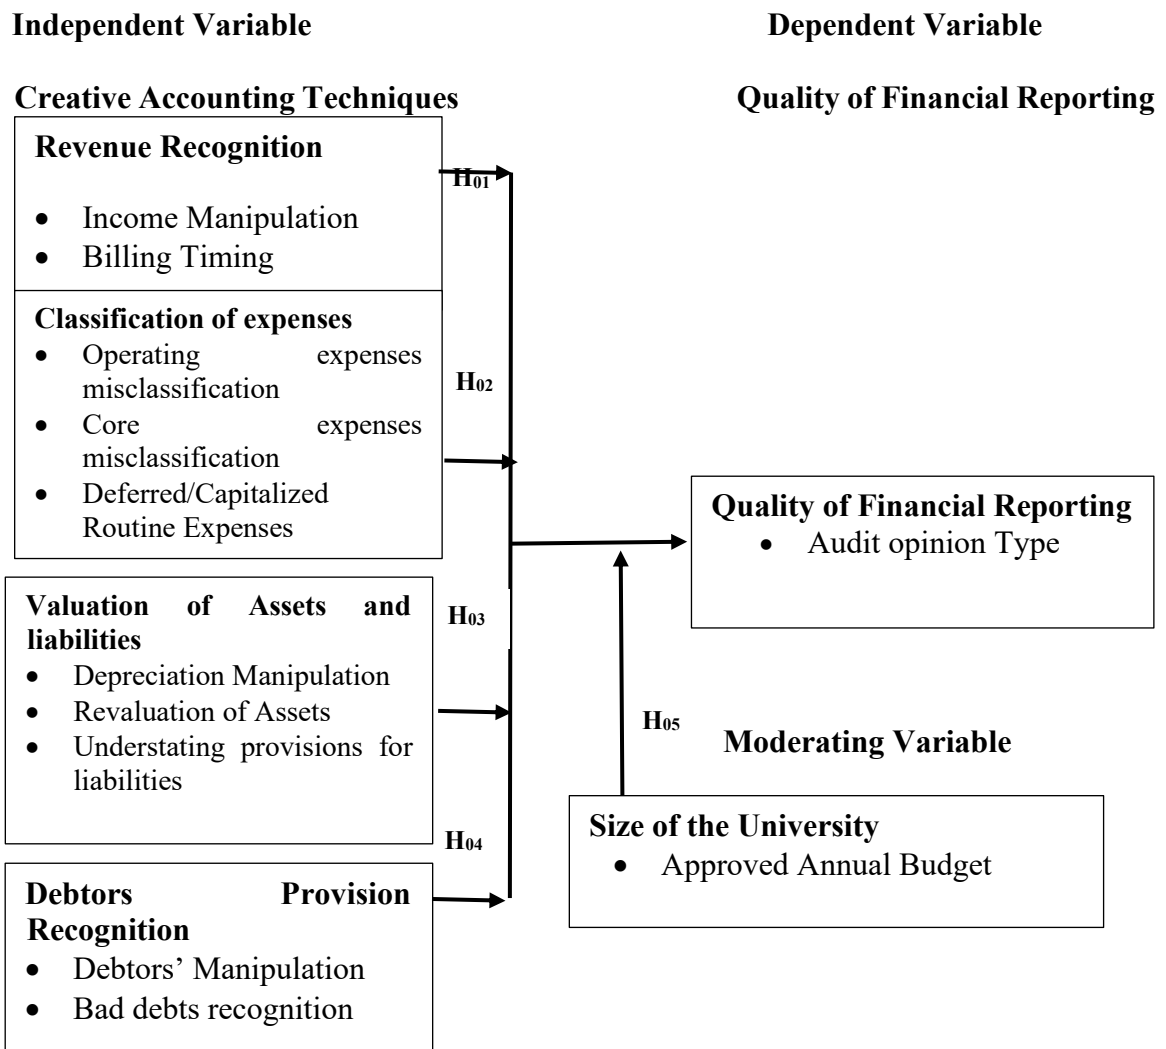 Independent Variable
Dependent Variable
Creative Accounting Techniques
Quality of Financial Reporting
Revenue Recognition
• Income Manipulation
• Billing Timing
H01
Classification of expenses
• Operating expenses
misclassification
• Core expenses
misclassification
• Deferred/Capitalized
Routine Expenses
H02
Quality of Financial Reporting
• Audit opinion Type
Valuation of Assets and
liabilities
• Depreciation Manipulation
• Revaluation of Assets
• Understating provisions for
liabilities
H03
H05
Moderating Variable
Size of the University
• Approved Annual Budget
H04
Debtors Provision
Recognition
• Debtors’ Manipulation
• Bad debts recognition